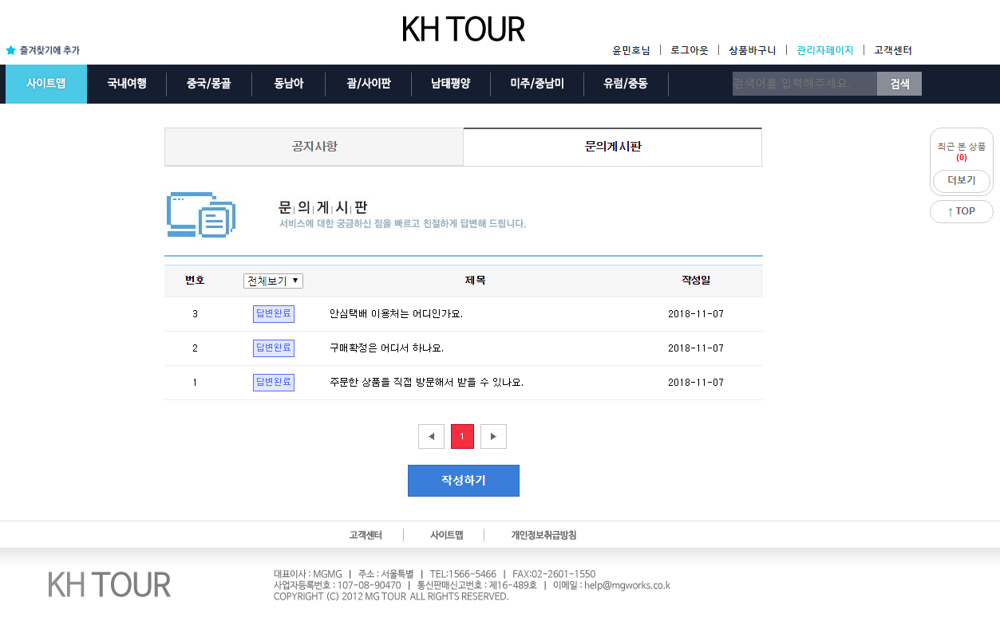 KH TOUR
즐겨찾기에 추가
윤민호님 | 로그아웃 | 상품바구니 | 관리자페이지 | 고객센터
사이트맵 국내여행 중국/몽골 동남아 괌/사이판 남태평양 미주/중남미 유럽/중동 검색어를 입력해주세요. 검색
공지사항 문의게시판
최근 본 상품
(0)
더보기
↑ TOP
문|의|게|시|판
서비스에 대한 궁금하신 점을 빠르고 친절하게 답변해 드립니다.
번호 전체보기 ▼ 제목 작성일
3 답변완료 안심택배 이용처는 어디인가요. 2018-11-07
2 답변완료 구매확정은 어디서 하나요. 2018-11-07
1 답변완료 주문한 상품을 직접 방문해서 받을 수 있나요. 2018-11-07
◀ 1 ▶
작성하기
고객센터 | 사이트맵 | 개인정보취급방침
KH TOUR
대표이사 : MGMG | 주소 : 서울특별 | TEL:1566-5466 | FAX:02-2601-1550
사업자등록번호 : 107-08-90470 | 통신판매신고번호 : 제16-489호 | 이메일 : help@mgworks.co.k
COPYRIGHT (C) 2012 MG TOUR ALL RIGHTS RESERVED.